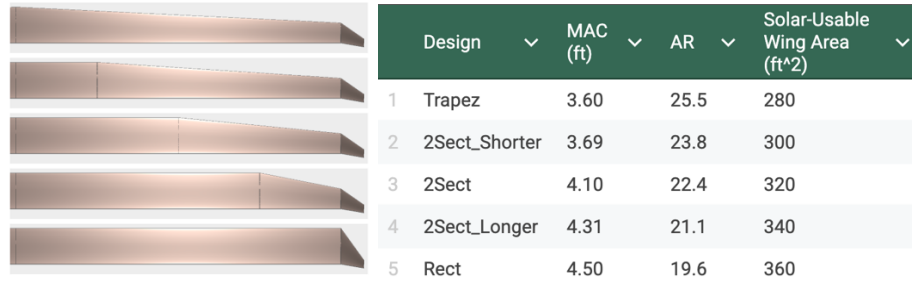 Design MAC (ft) AR Solar-Usable Wing Area (ft^2)
1 Trapez 3.60 25.5 280
2 2Sect_Shorter 3.69 23.8 300
3 2Sect 4.10 22.4 320
4 2Sect_Longer 4.31 21.1 340
5 Rect 4.50 19.6 360